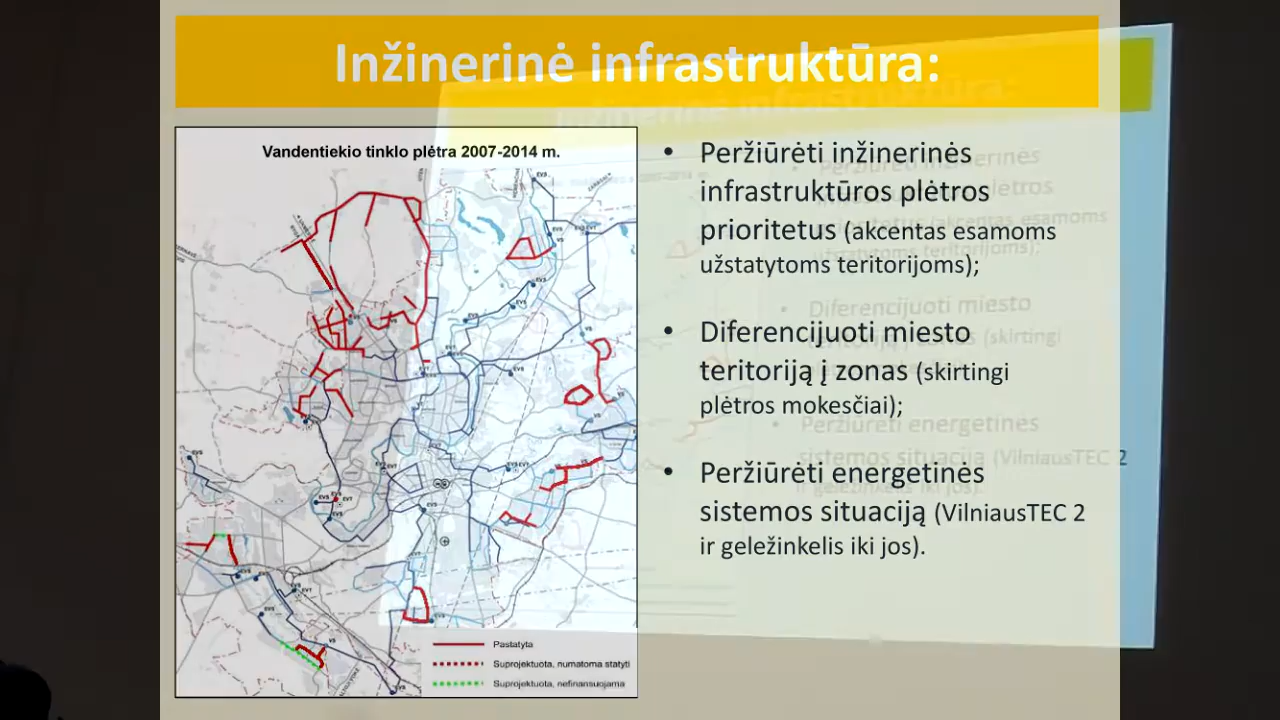 Inžinerinė infrastruktūra:
Vandentiekio tinklo plėtra 2007-2014 m.
• Peržiūrėti inžinerinės
infrastruktūros plėtros
prioritetus (akcentas esamoms
užstatytoms teritorijoms);
• Diferencijuoti miesto
teritoriją į zonas (skirtingi
plėtros mokesčiai);
• Peržiūrėti energetinės
sistemos situaciją (VilniausTEC 2
ir geležinkelis iki jos).
Pastatyta
Suprojektuota, numatoma statyti
Suprojektuota, nefinansuojama